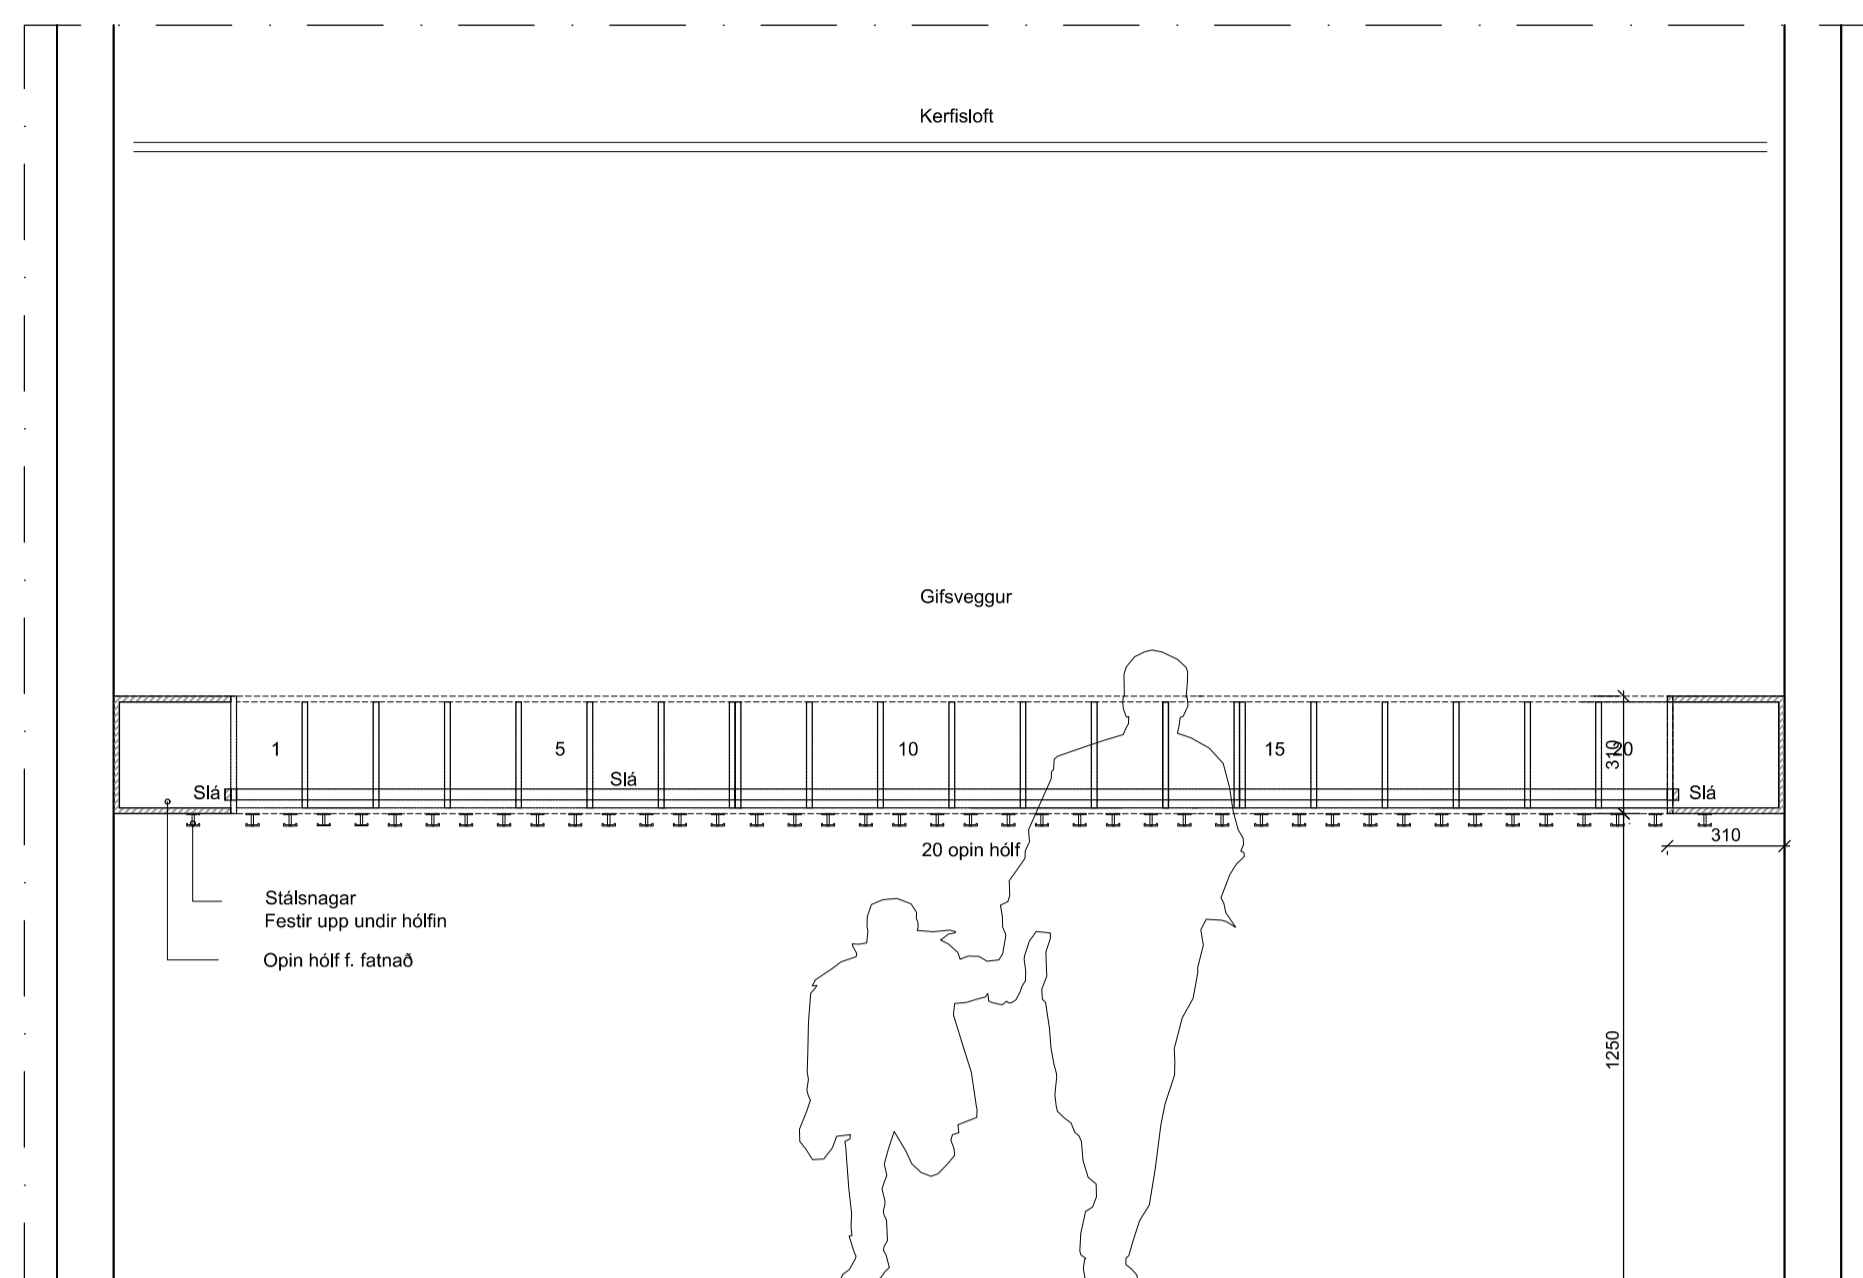 Kerfisloft
Gifsveggur
1
5
10
15
20
310
Slá
Slá
Slá
310
20 opin hólf
Stálsnagar
Festir upp undir hólfin
Opin hólf f. fatnað
1250